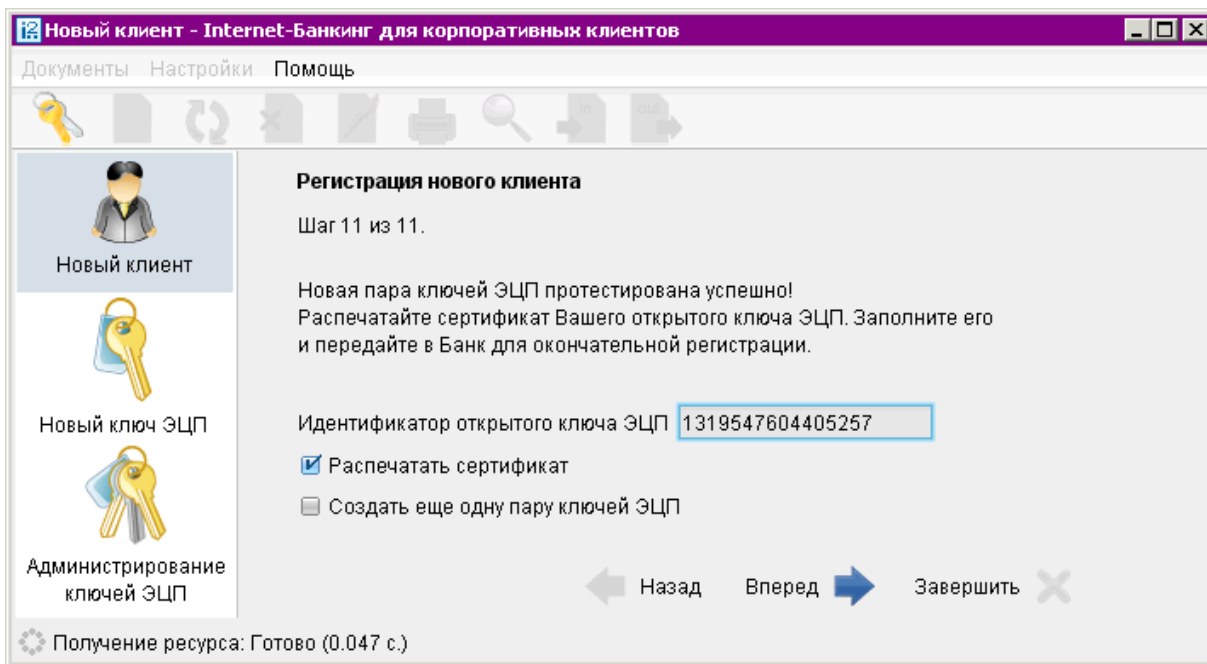 Новый клиент - Internet-Банкинг для корпоративных клиентов
Документы Настройки Помощь
in out
Регистрация нового клиента
Шаг 11 из 11.
Новый клиент
Новая пара ключей ЭЦП протестирована успешно!
Распечатайте сертификат Вашего открытого ключа ЭЦП. Заполните его
и передайте в Банк для окончательной регистрации.
Новый ключ ЭЦП
Идентификатор открытого ключа ЭЦП 1319547604405257
Распечатать сертификат
Создать еще одну пару ключей ЭЦП
Администрирование
ключей ЭЦП
Назад Вперед Завершить
Получение ресурса: Готово (0.047 с.)